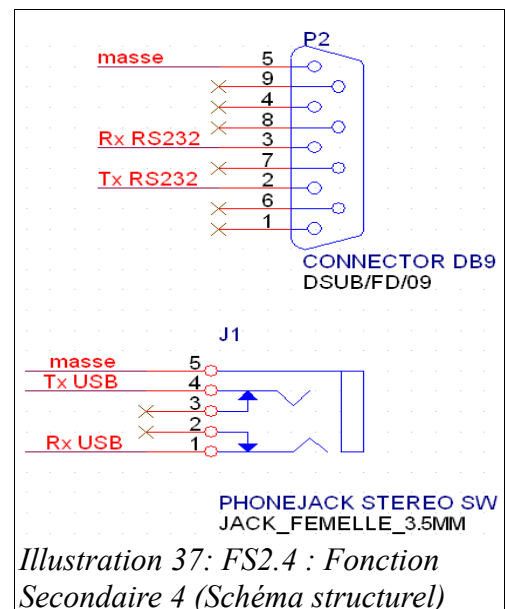 P2
masse 5
9
4
8
Rx RS232 3
7
Tx RS232 2
6
1
CONNECTOR DB9
DSUB/FD/09
J1
masse 5
Tx USB 4
3
2
Rx USB 1
PHONEJACK STEREO SW
JACK_FEMELLE_3.5MM
Illustration 37: FS2.4 : Fonction
Secondaire 4 (Schéma structurel)